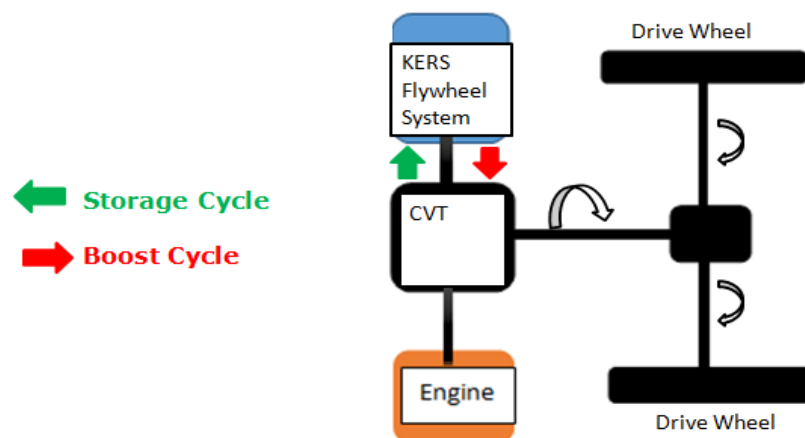 Drive Wheel
KERS
Flywheel
System
Storage Cycle
CVT
Boost Cycle
Engine
Drive Wheel